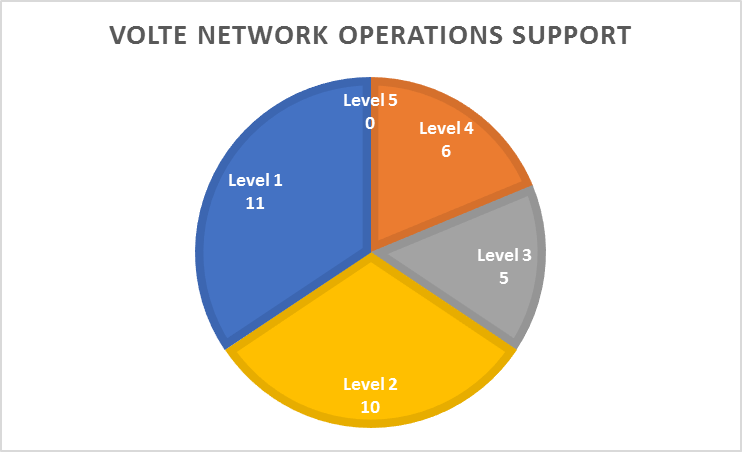 VOLTE NETWORK OPERATIONS SUPPORT
Level 5
0
Level 4
6
Level 1
11
Level 3
5
Level 2
10